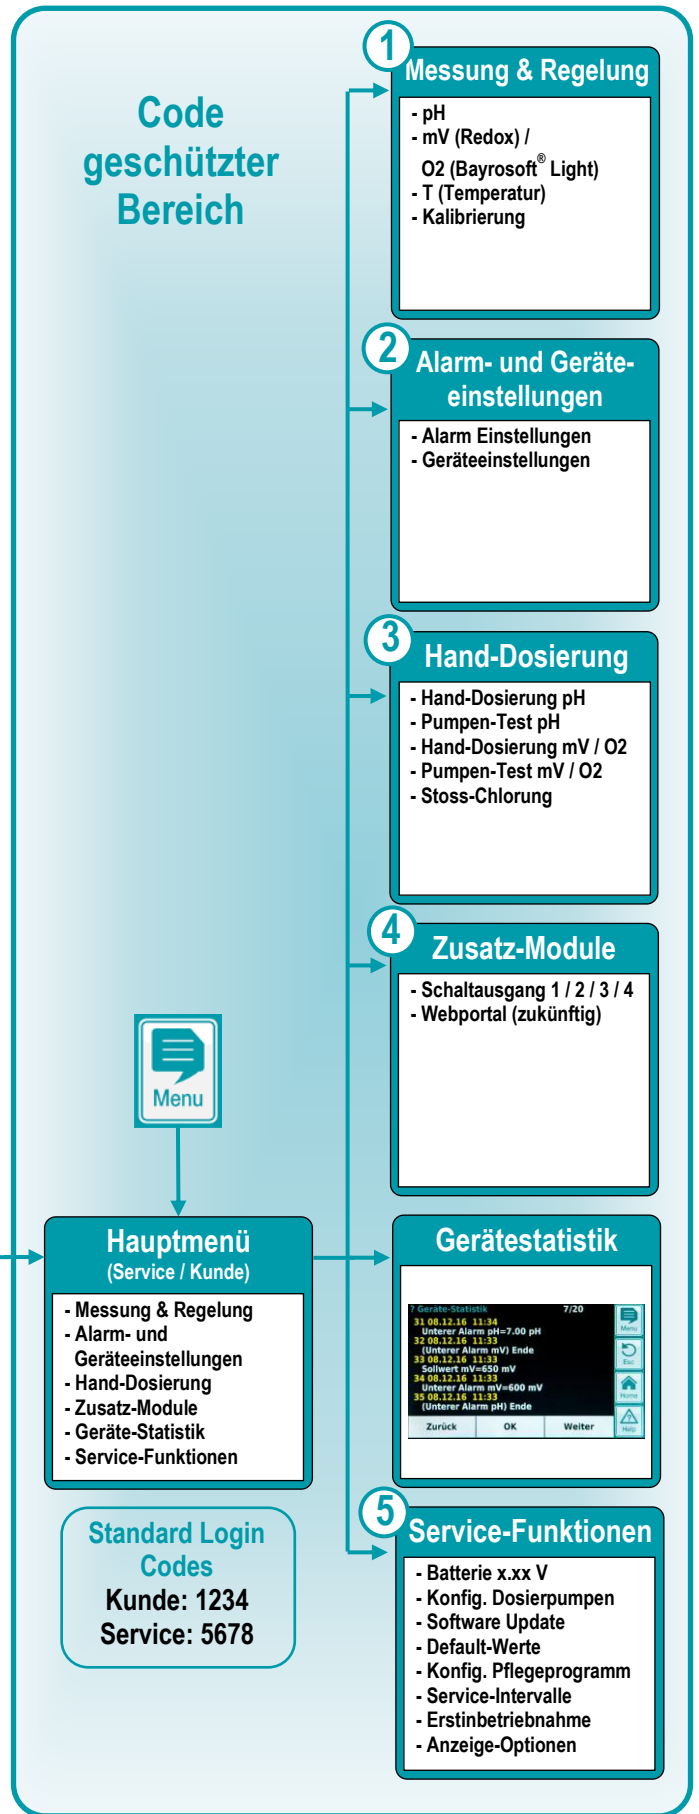 Code
geschützter
Bereich
1
Messung & Regelung
- pH
- mV (Redox) /
O2 (Bayrosoft® Light)
- T (Temperatur)
- Kalibrierung
2
Alarm- und Geräte-
einstellungen
- Alarm Einstellungen
- Geräteeinstellungen
3
Hand-Dosierung
- Hand-Dosierung pH
- Pumpen-Test pH
- Hand-Dosierung mV / O2
- Pumpen-Test mV / O2
- Stoss-Chlorung
4
Zusatz-Module
- Schaltausgang 1 / 2 / 3 / 4
- Webportal (zukünftig)
Menu
Hauptmenü
(Service / Kunde)
- Messung & Regelung
- Alarm- und
Geräteeinstellungen
- Hand-Dosierung
- Zusatz-Module
- Geräte-Statistik
- Service-Funktionen
Standard Login
Codes
Kunde: 1234
Service: 5678
Gerätestatistik
? Geräte-Statistik 7/20
31 08.12.16 11:34
Unterer Alarm pH=7.00 pH
32 08.12.16 11:33
(Unterer Alarm mV) Ende
33 08.12.16 11:33
Sollwert mV=650 mV
34 08.12.16 11:33
Unterer Alarm mV=600 mV
35 08.12.16 11:33
(Unterer Alarm pH) Ende
Zurück OK Weiter
Menu
Esc
Home
?
Help
5
Service-Funktionen
- Batterie x.xx V
- Konfig. Dosierpumpen
- Software Update
- Default-Werte
- Konfig. Pflegeprogramm
- Service-Intervalle
- Erstinbetriebnahme
- Anzeige-Optionen